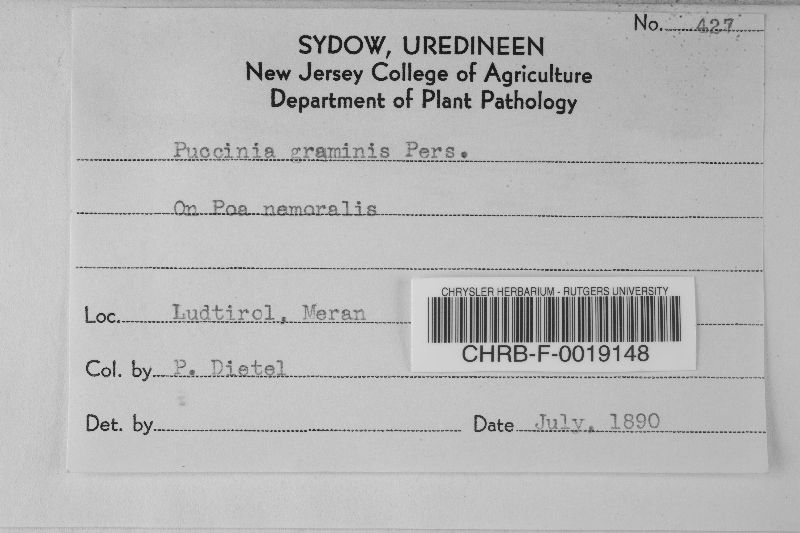 No. 427.
SYDOW, UREDINEEN
New Jersey College of Agriculture
Department of Plant Pathology
Puccinia graminis Pers.
On Poa nemoralis
CHRYSLER HERBARIUM - RUTGERS UNIVERSITY
Loc. Ludtirol, Meran
CHRB-F-0019148
Col. by P. Dietel
Det. by
Date July, 1890